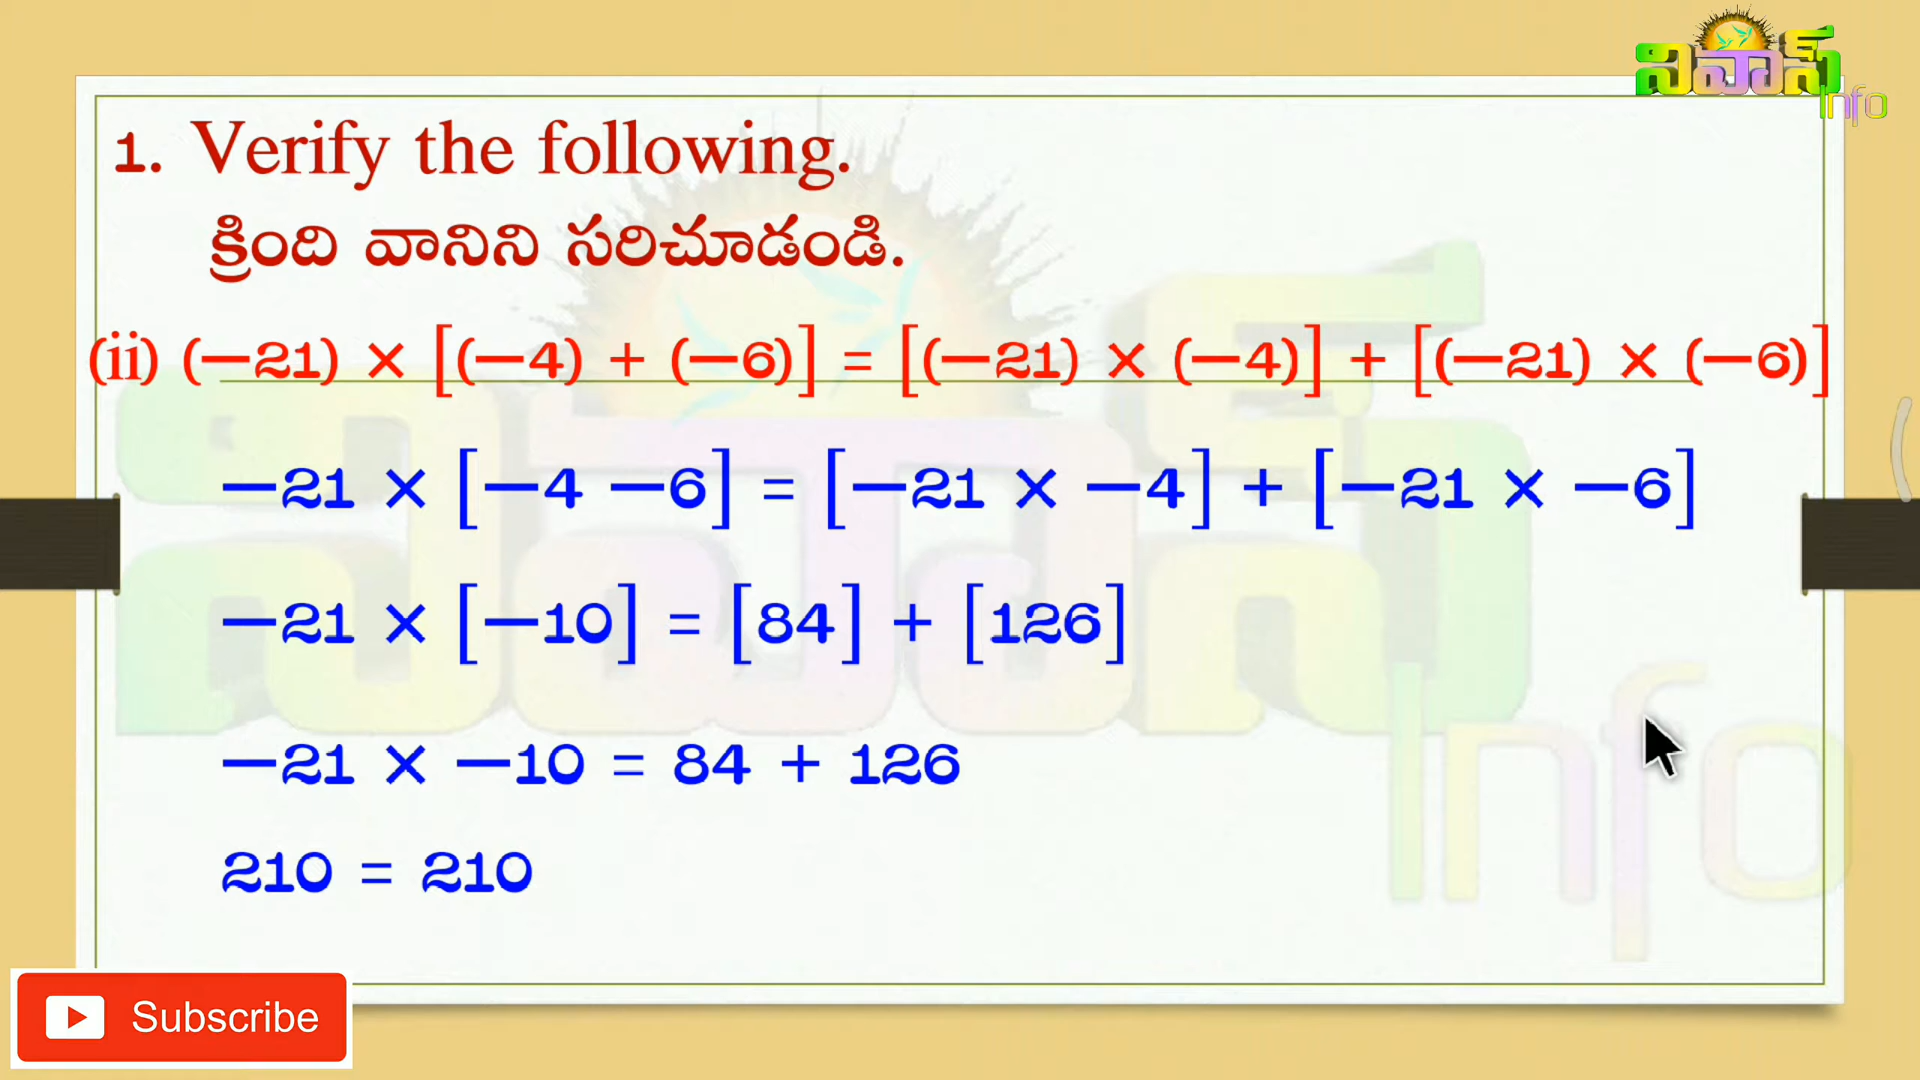 నివాస్
info
1. Verify the following.
క్రింది వానిని సరిచూడండి.
(ii) (−21) × [(−4) + (−6)] = [(−21) × (−4)] + [(−21) × (−6)]
−21 × [−4 −6] = [−21 × −4] + [−21 × −6]
−21 × [−10] = [84] + [126]
−21 × −10 = 84 + 126
210 = 210
Subscribe